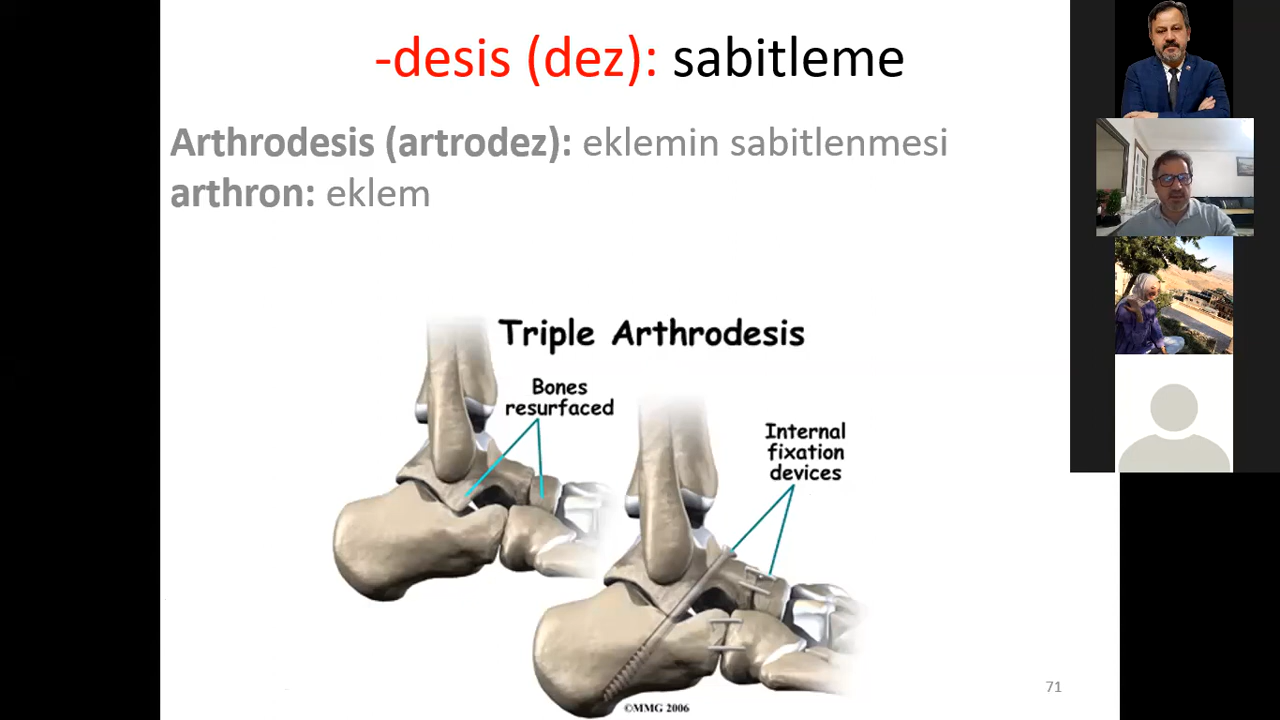 -desis (dez): sabitleme
Arthrodesis (artrodez): eklemin sabitlenmesi
arthron: eklem
Triple Arthrodesis
Bones
resurfaced
Internal
fixation
devices
©MMG 2006
71